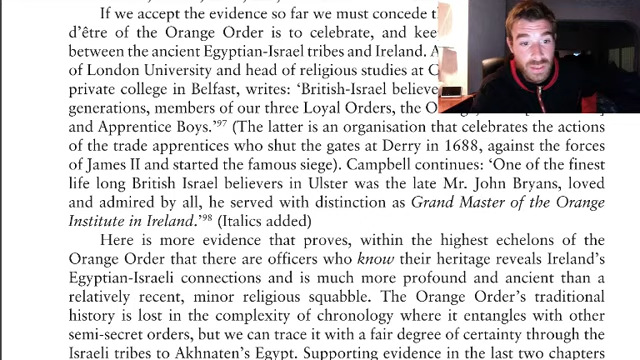 If we accept the evidence so far we must concede
d'être of the Orange Order is to celebrate, and
between the ancient Egyptian-Israel tribes and Ireland.
of London University and head of religious studies at
private college in Belfast, writes: 'British-Israel
generations, members of our three Loyal Orders, the
and Apprentice Boys.'97 (The latter is an organisation that celebrates the actions
of the trade apprentices who shut the gates at Derry in 1688, against the forces
of James II and started the famous siege). Campbell continues: 'One of the finest
life long British Israel believers in Ulster was the late Mr. John Bryans, loved
and admired by all, he served with distinction as Grand Master of the Orange
Institute in Ireland.'98 (Italics added)
Here is more evidence that proves, within the highest echelons of the
Orange Order that there are officers who know their heritage reveals Ireland's
Egyptian-Israeli connections and is much more profound and ancient than a
relatively recent, minor religious squabble. The Orange Order's traditional
history is lost in the complexity of chronology where it entangles with other
semi-secret orders, but we can trace it with a fair degree of certainty through the
Israeli tribes to Akhnaten's Egypt. Supporting evidence in the last two chapters